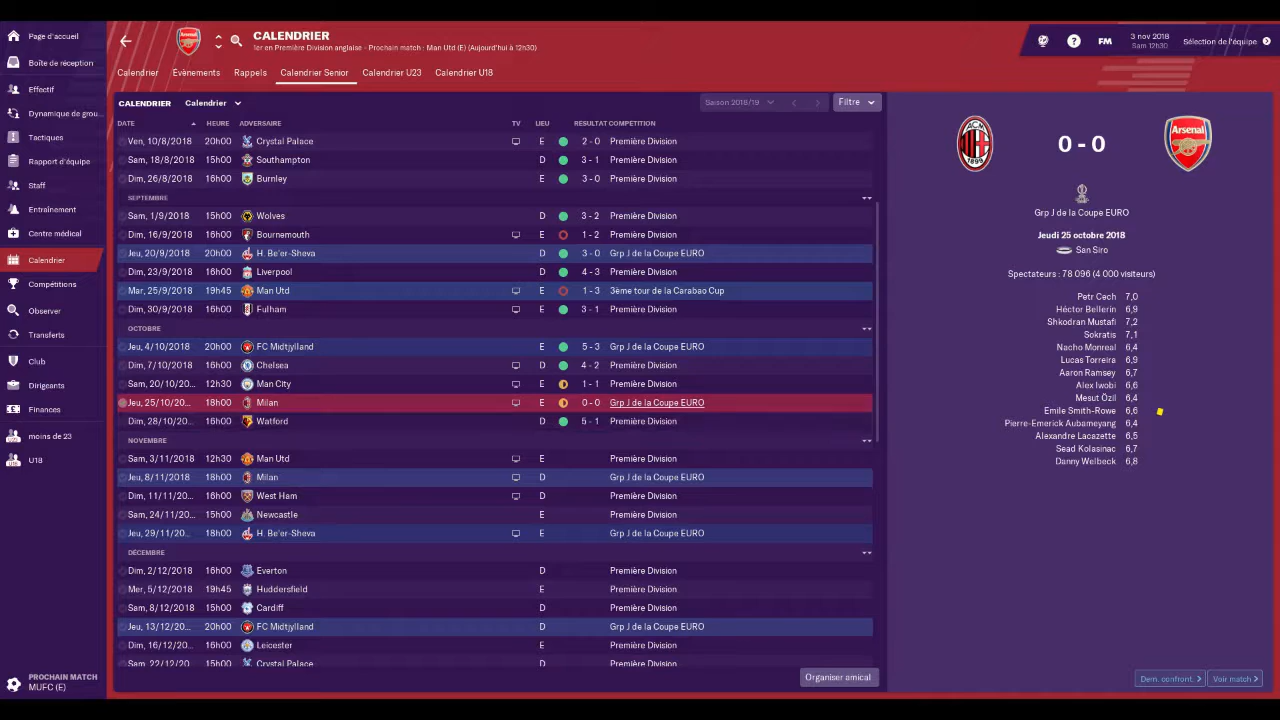 Page d'accueil
Boîte de réception
Effectif
Dynamique de grou...
Tactiques
Rapport d'équipe
Staff
Entraînement
Centre médical
Calendrier
Compétitions
Observer
Transferts
Club
Dirigeants
Finances
moins de 23
U18
PROCHAIN MATCH
MUFC (E)
CALENDRIER
1er en Première Division anglaise - Prochain match : Man Utd (E) (Aujourd'hui à 12h30)
FM
3 nov 2018
Sam 12h30
Sélection de l'équipe
Calendrier Evènements Rappels Calendrier Senior Calendrier U23 Calendrier U18
CALENDRIER Calendrier Saison 2018/19 Filtre
DATE HEURE ADVERSAIRE TV LIEU RESULTAT COMPÉTITION
Ven, 10/8/2018 20h00 Crystal Palace E 2 - 0 Première Division
Sam, 18/8/2018 15h00 Southampton D 3 - 1 Première Division
Dim, 26/8/2018 16h00 Burnley E 3 - 0 Première Division
SEPTEMBRE
Sam, 1/9/2018 15h00 Wolves D 3 - 2 Première Division
Dim, 16/9/2018 16h00 Bournemouth E 1 - 2 Première Division
Jeu, 20/9/2018 20h00 H. Be'er-Sheva D 3 - 0 Grp J de la Coupe EURO
Dim, 23/9/2018 16h00 Liverpool D 4 - 3 Première Division
Mar, 25/9/2018 19h45 Man Utd E 1 - 3 3ème tour de la Carabao Cup
Dim, 30/9/2018 16h00 Fulham E 3 - 1 Première Division
OCTOBRE
Jeu, 4/10/2018 20h00 FC Midtjylland E 5 - 3 Grp J de la Coupe EURO
Dim, 7/10/2018 16h00 Chelsea D 4 - 2 Première Division
Sam, 20/10/20... 12h30 Man City E 1 - 1 Première Division
Jeu, 25/10/20... 18h00 Milan E 0 - 0 Grp J de la Coupe EURO
Dim, 28/10/20... 16h00 Watford D 5 - 1 Première Division
NOVEMBRE
Sam, 3/11/2018 12h30 Man Utd E Première Division
Jeu, 8/11/2018 18h00 Milan D Grp J de la Coupe EURO
Dim, 11/11/20... 16h00 West Ham D Première Division
Sam, 24/11/20... 15h00 Newcastle E Première Division
Jeu, 29/11/20... 18h00 H. Be'er-Sheva E Grp J de la Coupe EURO
DÉCEMBRE
Dim, 2/12/2018 16h00 Everton D Première Division
Mer, 5/12/2018 19h45 Huddersfield E Première Division
Sam, 8/12/2018 15h00 Cardiff D Première Division
Jeu, 13/12/20... 20h00 FC Midtjylland D Grp J de la Coupe EURO
Dim, 16/12/20... 16h00 Leicester E Première Division
Sam, 22/12/20... 15h00 Crystal Palace D Première Division
Organiser amical
ACM
1899
0 - 0
Arsenal
Grp J de la Coupe EURO
Jeudi 25 octobre 2018
San Siro
Spectateurs : 78 096 (4 000 visiteurs)
Petr Cech 7,0
Héctor Bellerin 6,9
Shkodran Mustafi 7,2
Sokratis 7,1
Nacho Monreal 6,4
Lucas Torreira 6,9
Aaron Ramsey 6,7
Alex Iwobi 6,6
Mesut Özil 6,4
Emile Smith-Rowe 6,6
Pierre-Emerick Aubameyang 6,4
Alexandre Lacazette 6,5
Sead Kolasinac 6,7
Danny Welbeck 6,8
Dem. confront. Voir match